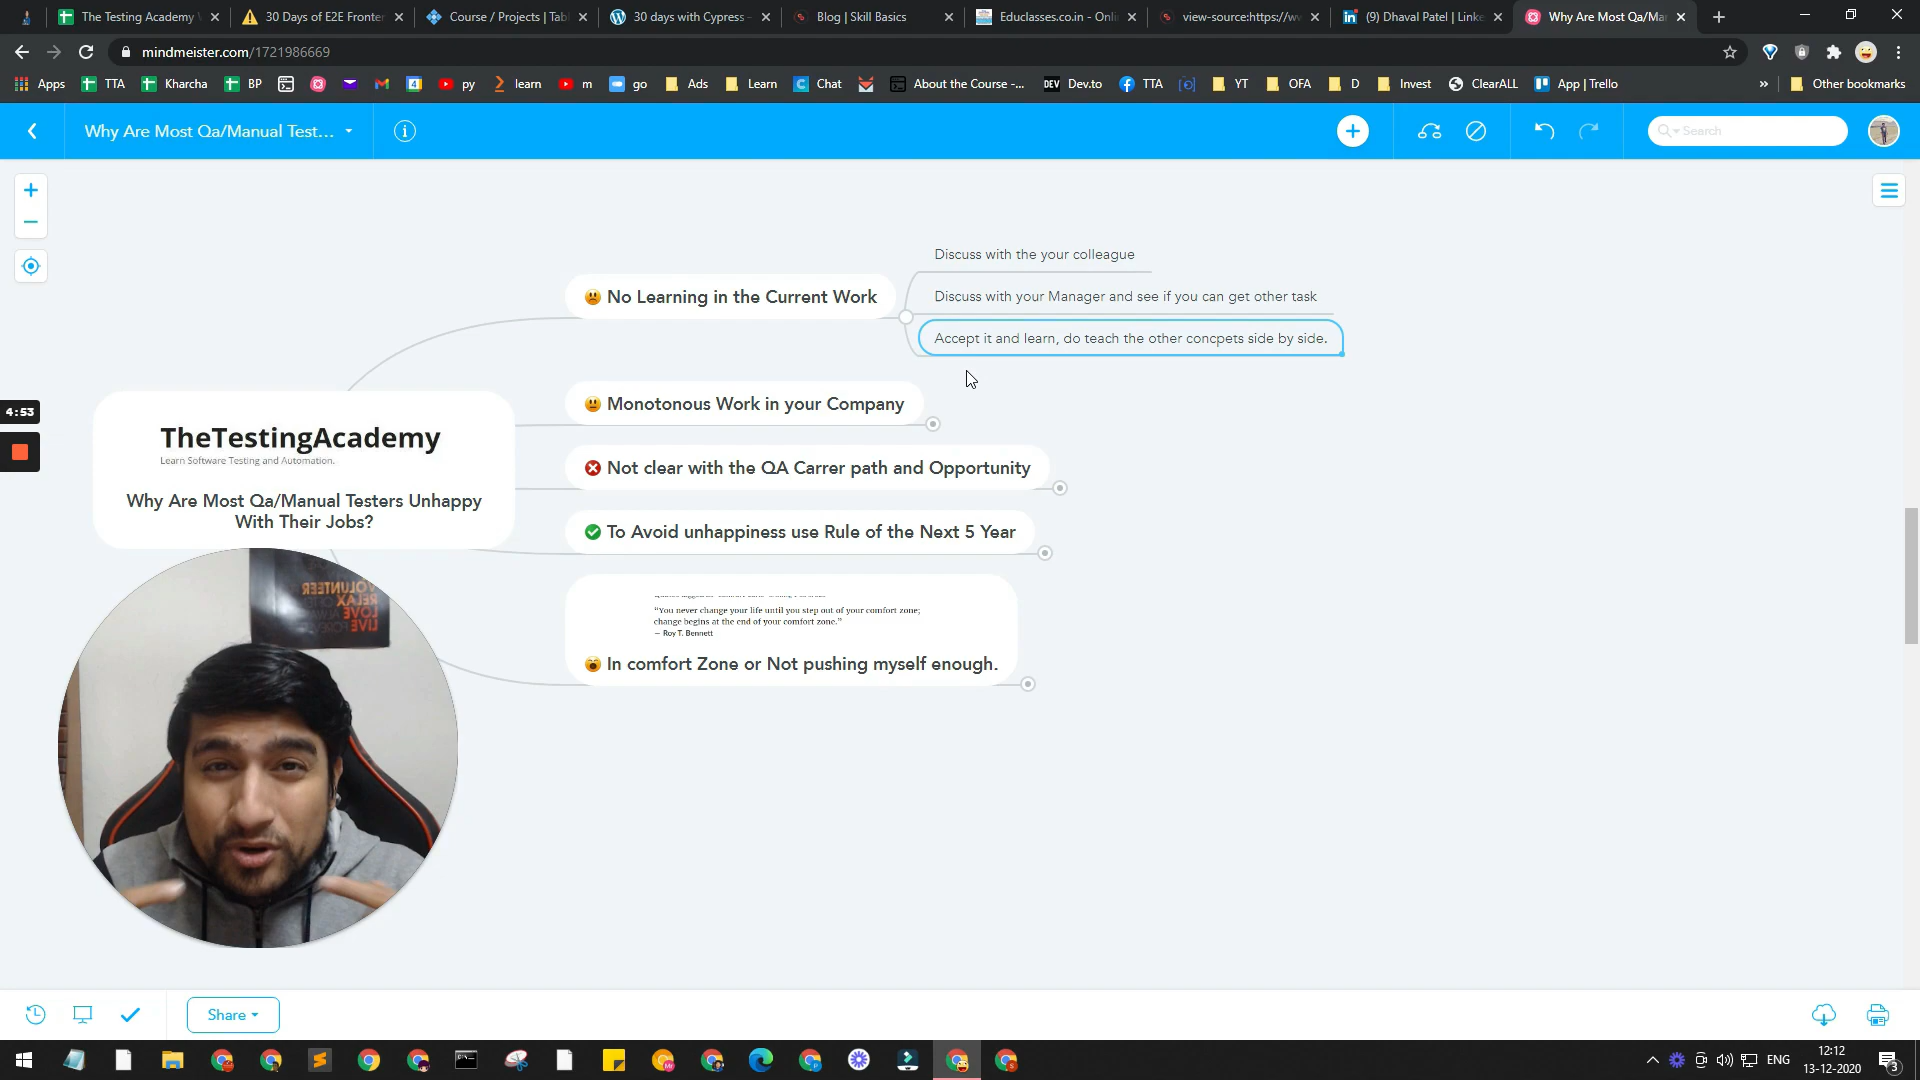 The Testing Academy
30 Days of E2E Fronter
Course / Projects | Tab
30 days with Cypress -
Blog | Skill Basics
Educlasses.co.in - Onli
view-source:https://w
(9) Dhaval Patel | Linke
Why Are Most Qa/Ma
mindmeister.com/1721986669
Apps
TTA
Kharcha
BP
py
learn
m
go
Ads
Learn
Chat
About the Course -...
DEV
Dev.to
TTA
YT
OFA
D
Invest
ClearALL
App | Trello
»
Other bookmarks
Why Are Most Qa/Manual Test...
Search
Discuss with the your colleague
No Learning in the Current Work
Discuss with your Manager and see if you can get other task
Accept it and learn, do teach the other concpets side by side.
4:53
Monotonous Work in your Company
TheTestingAcademy
Learn Software Testing and Automation.
Not clear with the QA Carrer path and Opportunity
Why Are Most Qa/Manual Testers Unhappy
With Their Jobs?
To Avoid unhappiness use Rule of the Next 5 Year
"You never change your life until you step out of your comfort zone;
change begins at the end of your comfort zone."
— Roy T. Bennett
In comfort Zone or Not pushing myself enough.
VOLUNTEER
RELAX
LOVE
LIVE
Share
ENG
12:12
13-12-2020
3